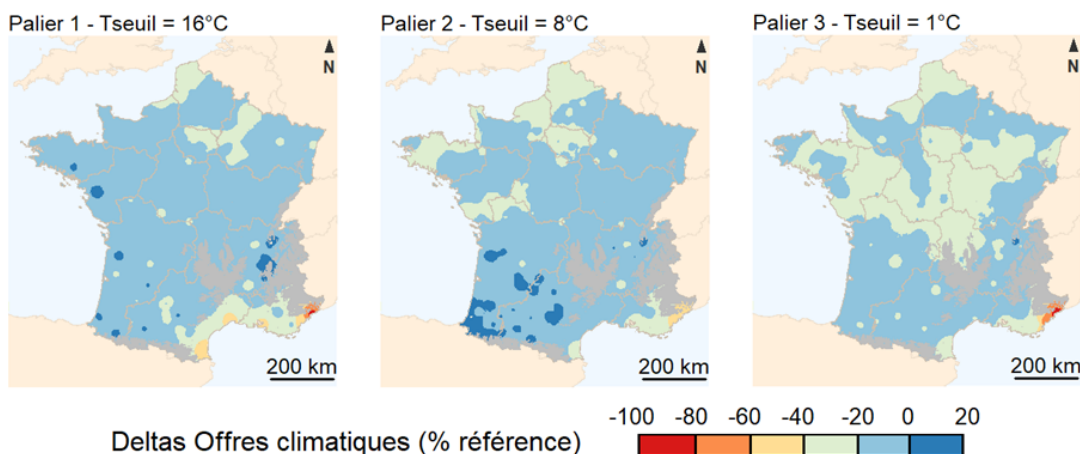 Palier 1 - Tseuil = 16°C
Palier 2 - Tseuil = 8°C
Palier 3 - Tseuil = 1°C
N
N
N
200 km
200 km
200 km
Deltas Offres climatiques (% référence)
-100 -80 -60 -40 -20 0 20